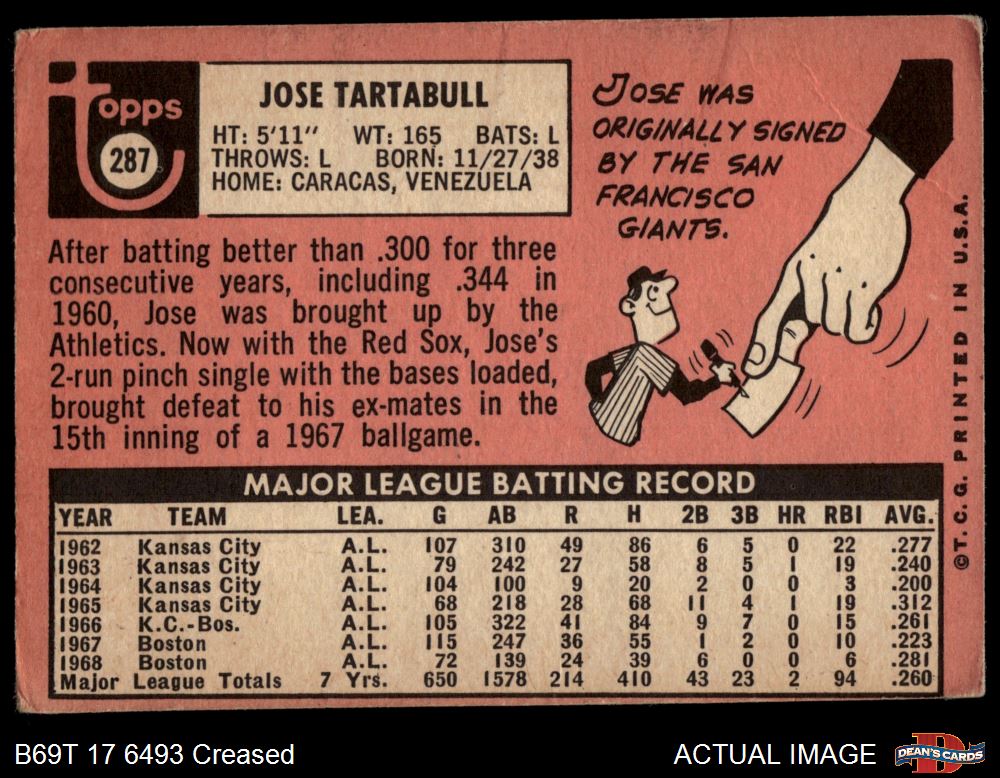 Topps
287
JOSE TARTABULL
HT: 5'11" WT: 165 BATS: L
THROWS: L BORN: 11/27/38
HOME: CARACAS, VENEZUELA
JOSE WAS
ORIGINALLY SIGNED
BY THE SAN
FRANCISCO
GIANTS.
After batting better than .300 for three
consecutive years, including .344 in
1960, Jose was brought up by the
Athletics. Now with the Red Sox, Jose's
2-run pinch single with the bases loaded,
brought defeat to his ex-mates in the
15th inning of a 1967 ballgame.
MAJOR LEAGUE BATTING RECORD
YEAR TEAM LEA. G AB R H 2B 3B HR RBI AVG.
1962 Kansas City A.L. 107 310 49 86 6 5 0 22 .277
1963 Kansas City A.L. 79 242 27 58 8 5 1 19 .240
1964 Kansas City A.L. 104 100 9 20 2 0 0 3 .200
1965 Kansas City A.L. 68 218 28 68 11 4 1 19 .312
1966 K.C.-Bos. A.L. 105 322 41 84 9 7 0 15 .261
1967 Boston A.L. 115 247 36 55 1 2 0 10 .223
1968 Boston A.L. 72 139 24 39 6 0 0 6 .281
Major League Totals 7 Yrs. 650 1578 214 410 43 23 2 94 .260
©T. C. G. PRINTED IN U.S.A.
B69T 17 6493 Creased
ACTUAL IMAGE
D
DEAN'S CARDS